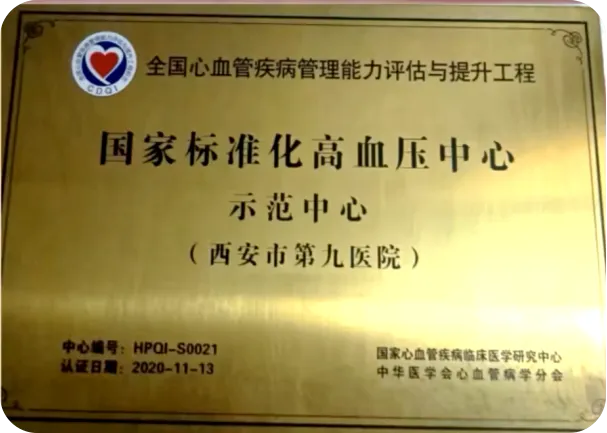 CDQI
全国心血管疾病管理能力评估与提升工程
国家标准化高血压中心
示范中心
（西安市第九医院）
中心编号：HPQI-S0021
认证日期：2020-11-13
国家心血管疾病临床医学研究中心
中华医学会心血管病学分会